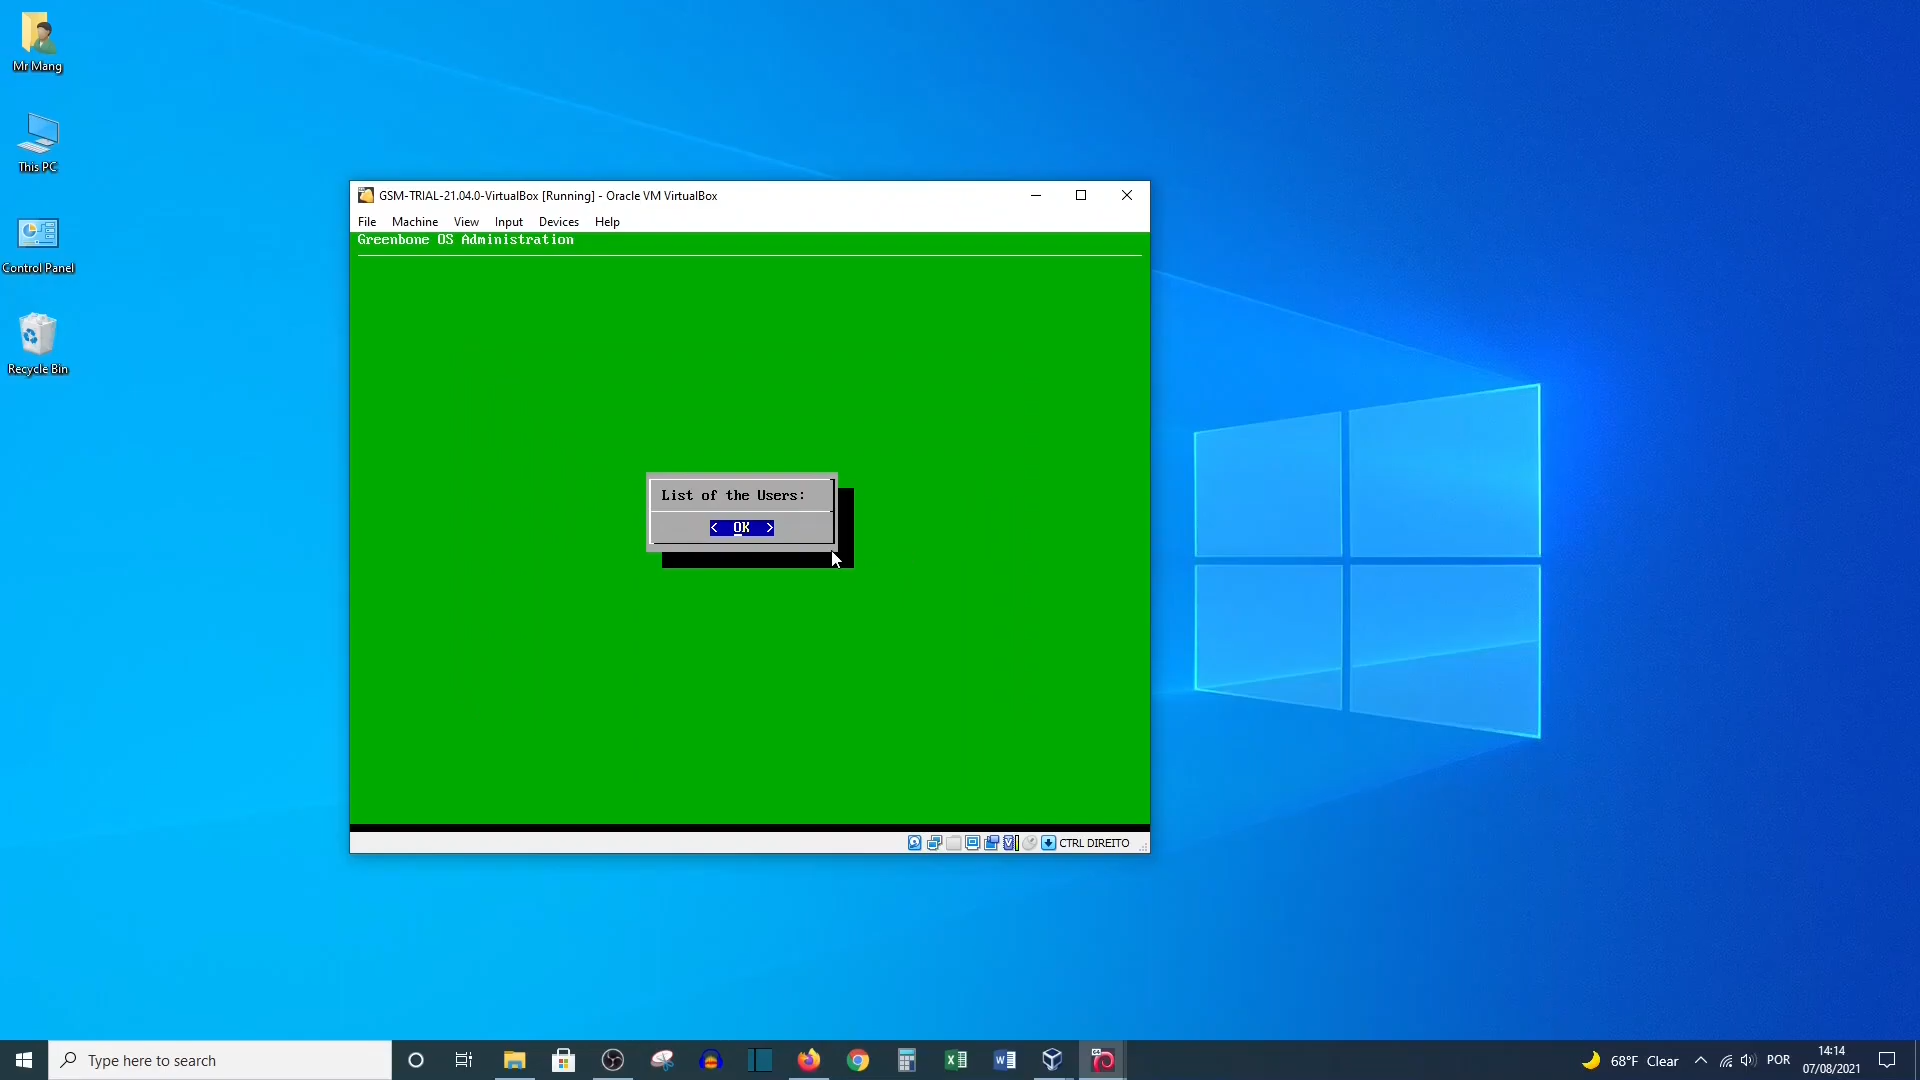 Mr Mang
This PC
Control Panel
Recycle Bin
GSM-TRIAL-21.04.0-VirtualBox [Running] - Oracle VM VirtualBox
File Machine View Input Devices Help
Greenbone OS Administration
List of the Users:
< OK >
CTRL DIREITO
Type here to search
68°F Clear
POR
14:14
07/08/2021